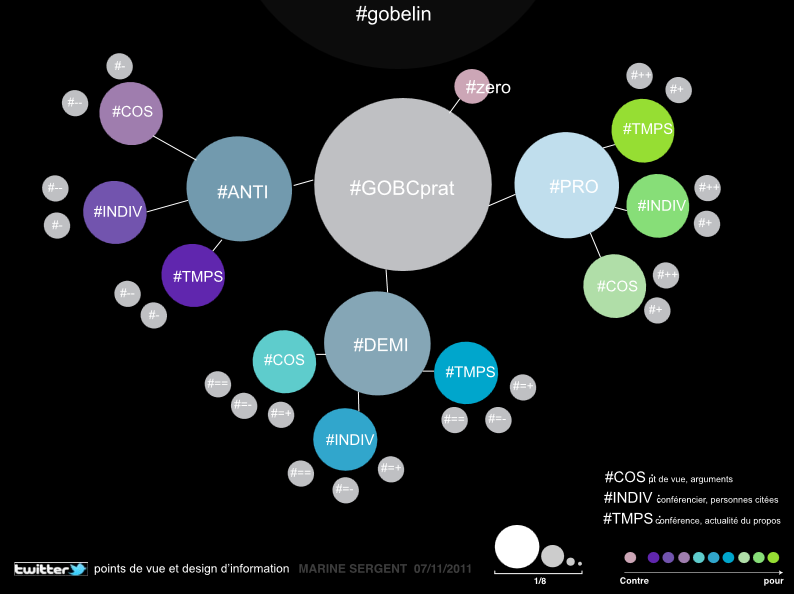 #gobelin
#-
#--
#COS
#zero
#++
#+
#TMPS
#--
#-
#INDIV
#ANTI
#GOBCprat
#PRO
#INDIV
#++
#+
#TMPS
#--
#-
#COS
#++
#+
#DEMI
#COS
#==
#=-
#=+
#TMPS
#=+
#==
#=-
#INDIV
#==
#=-
#=+
#COS : pt de vue, arguments
#INDIV : conférencier, personnes citées
#TMPS : conférence, actualité du propos
twitter points de vue et design d'information MARINE SERGENT 07/11/2011
1/8
Contre pour